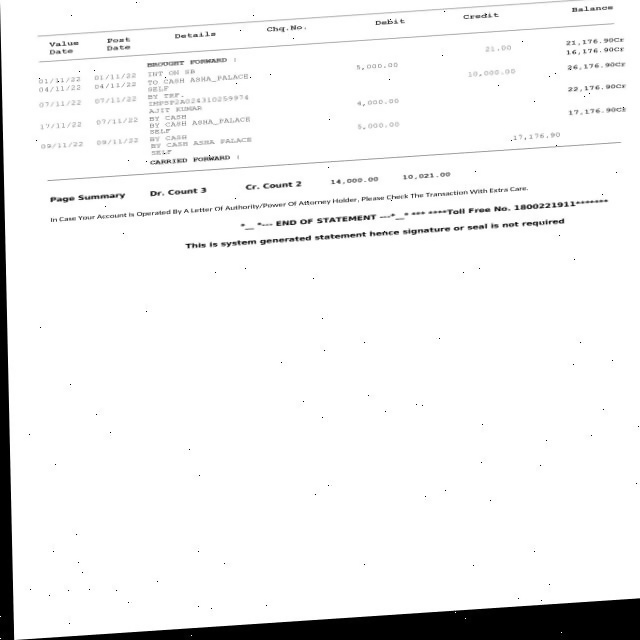 Value Post Details Chq.No. Debit Credit Balance
Date Date
BROUGHT FORWARD :
01/11/22 01/11/22 INT ON SB 21.00 21,176.90Cr
04/11/22 04/11/22 TO CASH ASHA_PALACE 5,000.00 16,176.90Cr
SELF
07/11/22 07/11/22 BY TRF. 10,000.00 26,176.90Cr
IMPSP2A024310259974
AJIT KUMAR
17/11/22 07/11/22 BY CASH 4,000.00 22,176.90Cr
BY CASH ASHA_PALACE
SELF
09/11/22 09/11/22 BY CASH 5,000.00 17,176.90Cr
BY CASH ASHA PALACE
SELF
CARRIED FORWARD : 17,176.90
Page Summary Dr. Count 3 Cr. Count 2 14,000.00 10,021.00
In Case Your Account is Operated By A Letter Of Authority/Power Of Attorney Holder, Please Check The Transaction With Extra Care.
*__ *--- END OF STATEMENT ---*__* *** ****Toll Free No. 1800221911*******
This is system generated statement hence signature or seal is not required